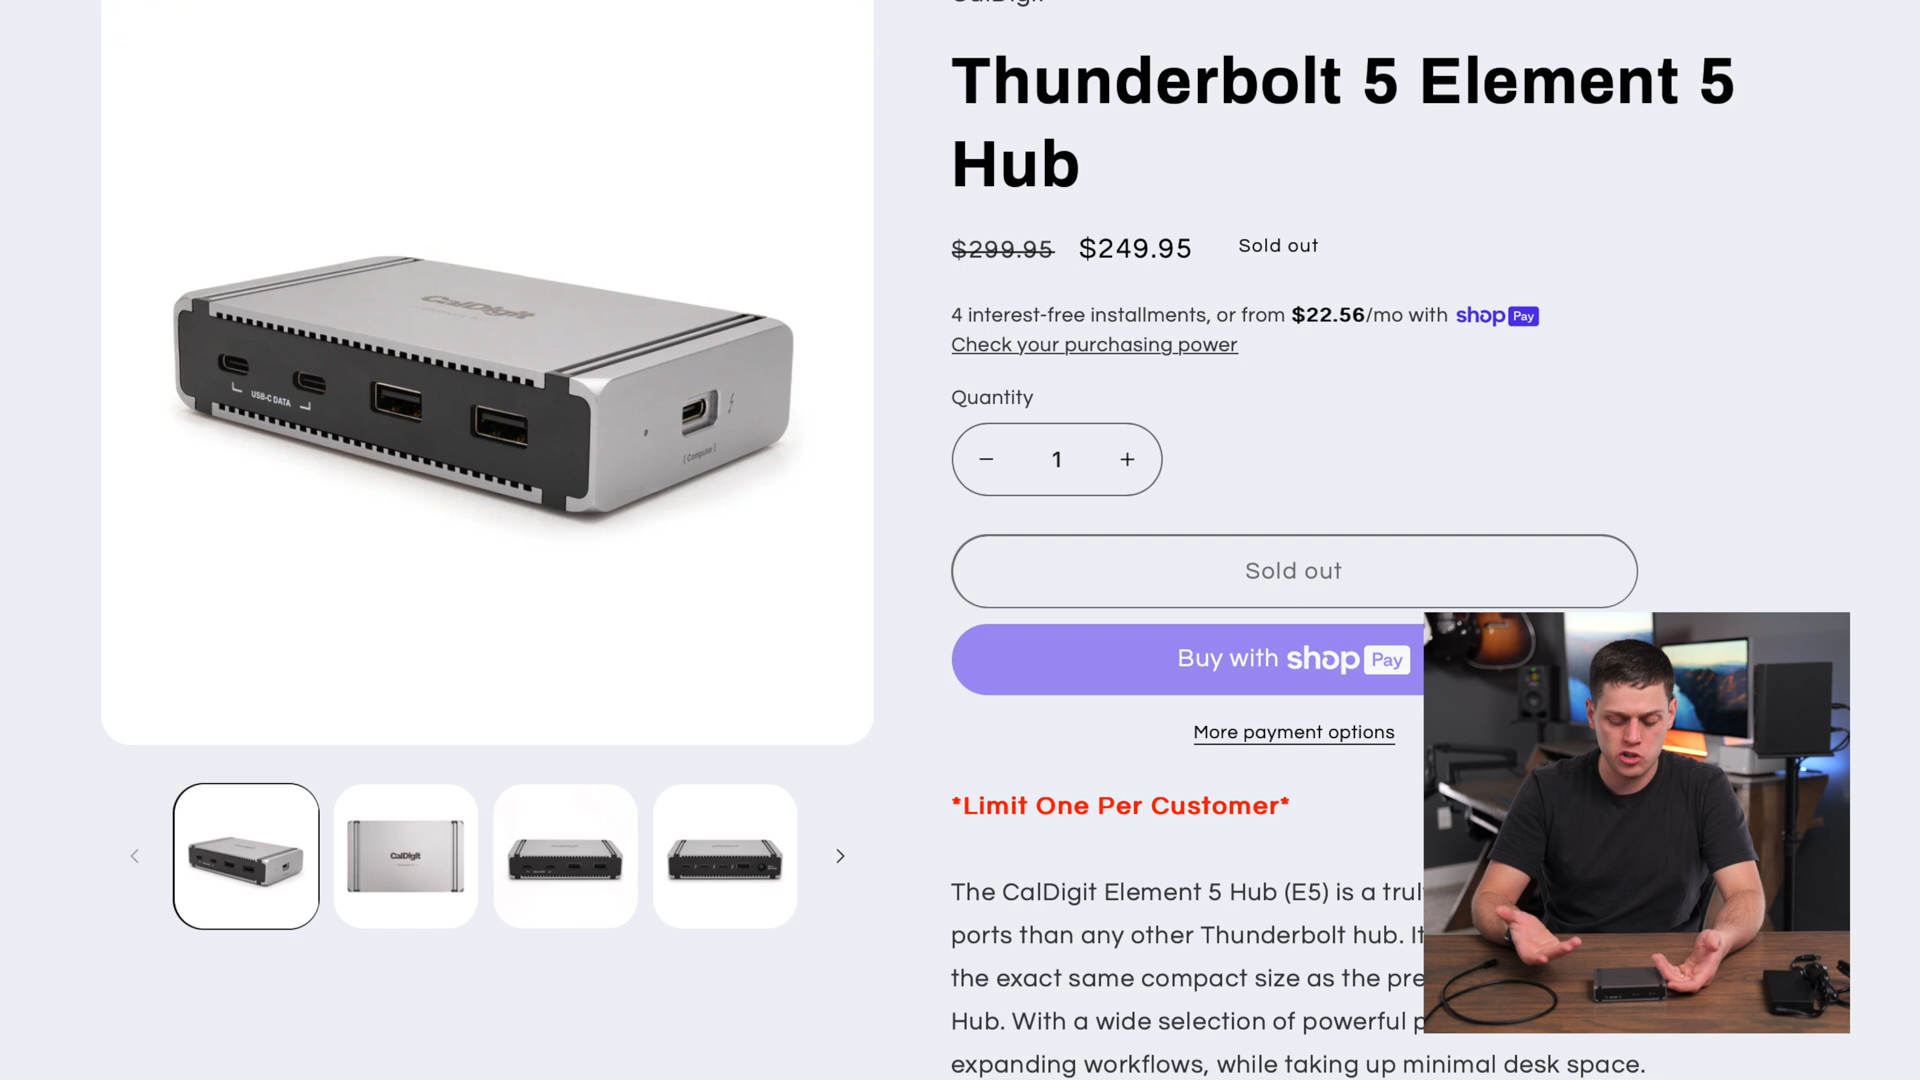 Thunderbolt 5 Element 5
Hub
$299.95 $249.95 Sold out
4 interest-free installments, or from $22.56/mo with shop Pay
Check your purchasing power
Quantity
− 1 +
Sold out
Buy with shop Pay
More payment options
*Limit One Per Customer*
The CalDigit Element 5 Hub (E5) is a
ports than any other Thunderbolt hub.
the exact same compact size as the
Hub. With a wide selection of powerful
expanding workflows, while taking up minimal desk space.
CalDigit
USB-C DATA
Computer
CalDigit